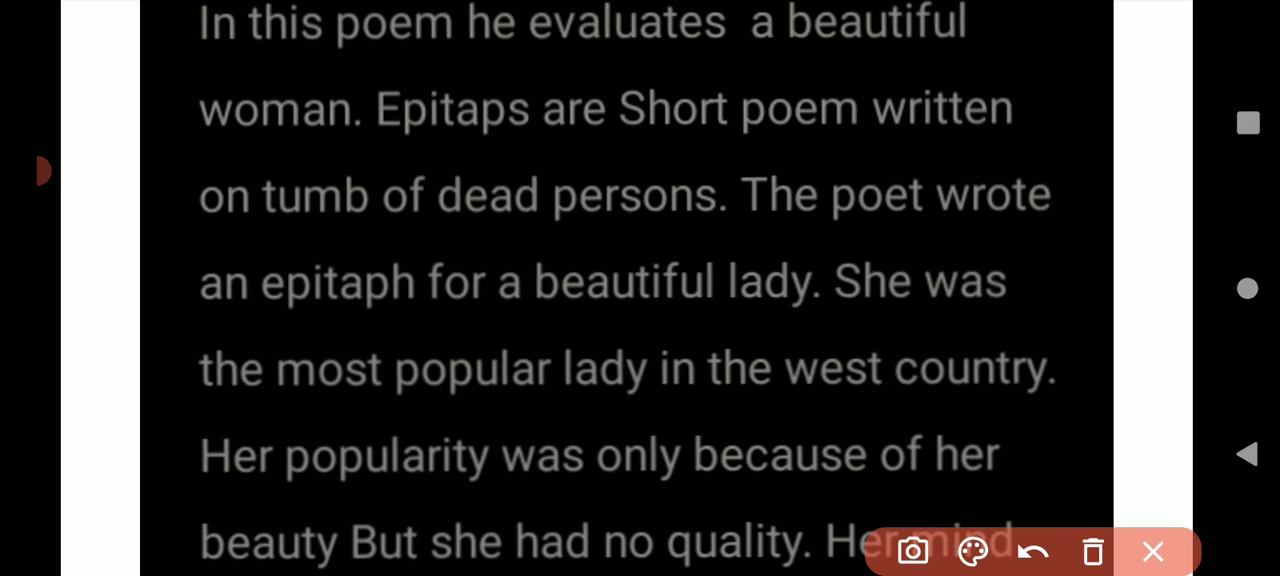 In this poem he evaluates a beautiful
woman. Epitaps are Short poem written
on tumb of dead persons. The poet wrote
an epitaph for a beautiful lady. She was
the most popular lady in the west country.
Her popularity was only because of her
beauty But she had no quality. Her mind